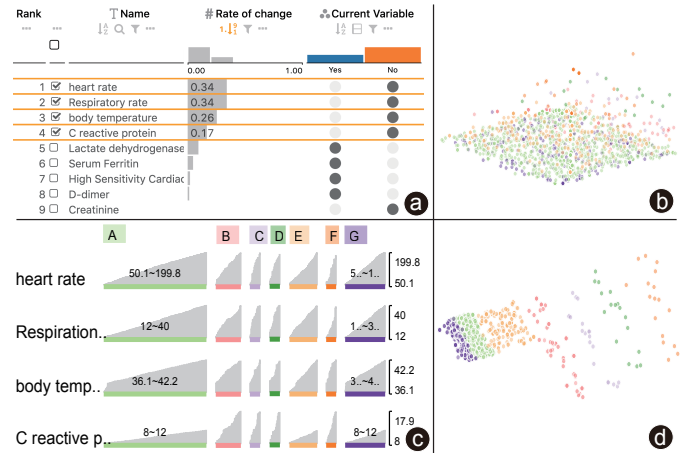 Rank
Name
# Rate of change
Current Variable
0.00
1.00
Yes
No
1 heart rate 0.34
2 Respiratory rate 0.34
3 body temperature 0.26
4 C reactive protein 0.17
5 Lactate dehydrogenase
6 Serum Ferritin
7 High Sensitivity Cardiac
8 D-dimer
9 Creatinine
a
b
A B C D E F G
heart rate 50.1~199.8 5..~1.. 199.8
50.1
Respiration.. 12~40 1..~3.. 40
12
body temp.. 36.1~42.2 3..~4.. 42.2
36.1
C reactive p.. 8~12 8~12 17.9
8
c
d